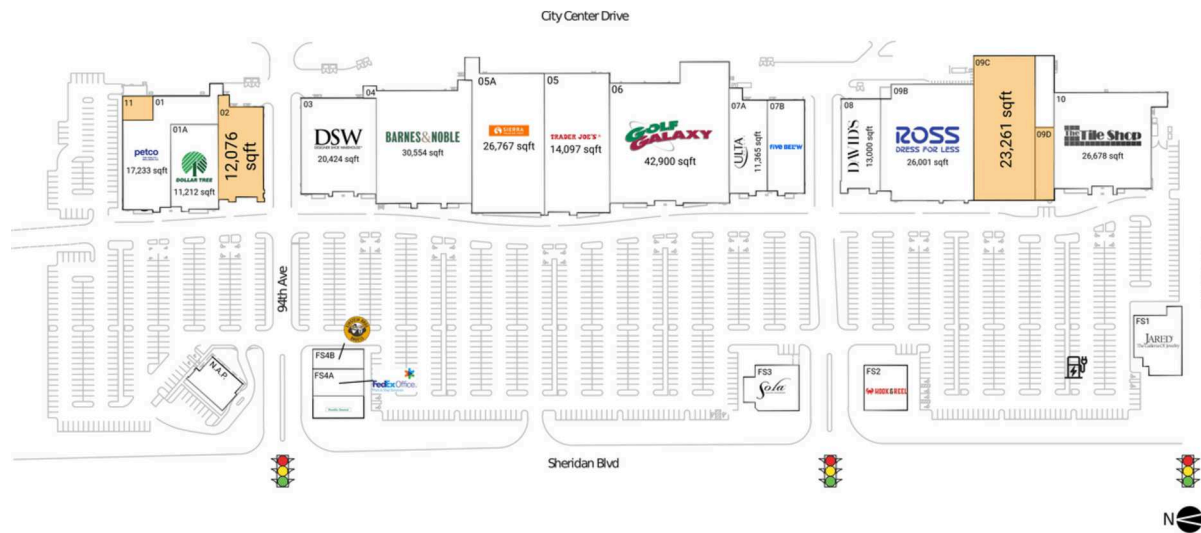 City Center Drive
11
01
petco
17,233 sqft
01A
DOLLAR TREE
11,212 sqft
02
12,076
sqft
03
DSW
DESIGNER SHOE WAREHOUSE
20,424 sqft
04
BARNES&NOBLE
30,554 sqft
05A
SIERRA
26,767 sqft
05
TRADER JOE'S
14,097 sqft
06
GOLF
GALAXY
42,900 sqft
07A
ULTA
11,365 sqft
07B
FIVE BELOW
08
DAVID'S
13,000 sqft
09B
ROSS
DRESS FOR LESS
26,001 sqft
09C
23,261 sqft
09D
10
The Tile Shop
26,678 sqft
94th Ave
N.A.P.
FS4B
FS4A
FedEx Office.
FS3
Sola
FS2
HOOK & REEL
FS1
JARED
The Galleria Of Jewelry
Sheridan Blvd
N